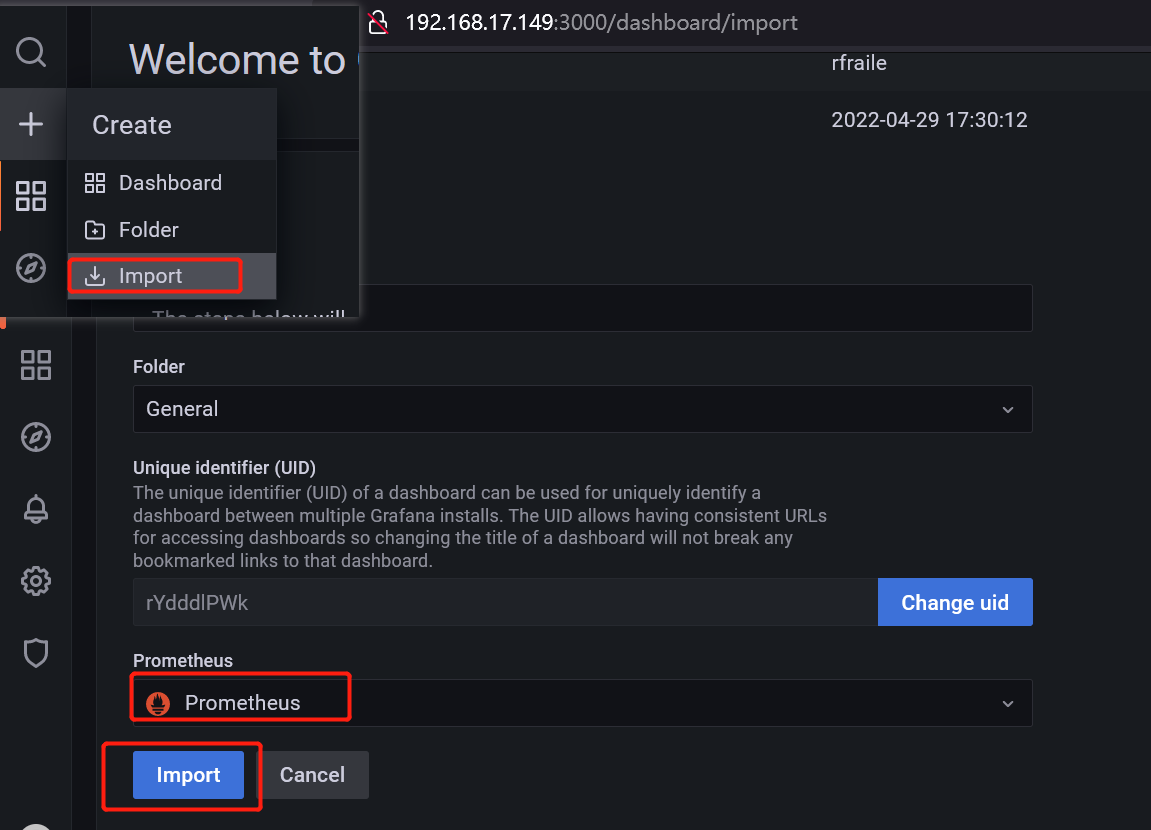 192.168.17.149:3000/dashboard/import
Welcome to
rfraile
Create
2022-04-29 17:30:12
Dashboard
Folder
Import
The steps below will
Folder
General
Unique identifier (UID)
The unique identifier (UID) of a dashboard can be used for uniquely identify a
dashboard between multiple Grafana installs. The UID allows having consistent URLs
for accessing dashboards so changing the title of a dashboard will not break any
bookmarked links to that dashboard.
rYdddlPWk
Change uid
Prometheus
Prometheus
Import
Cancel